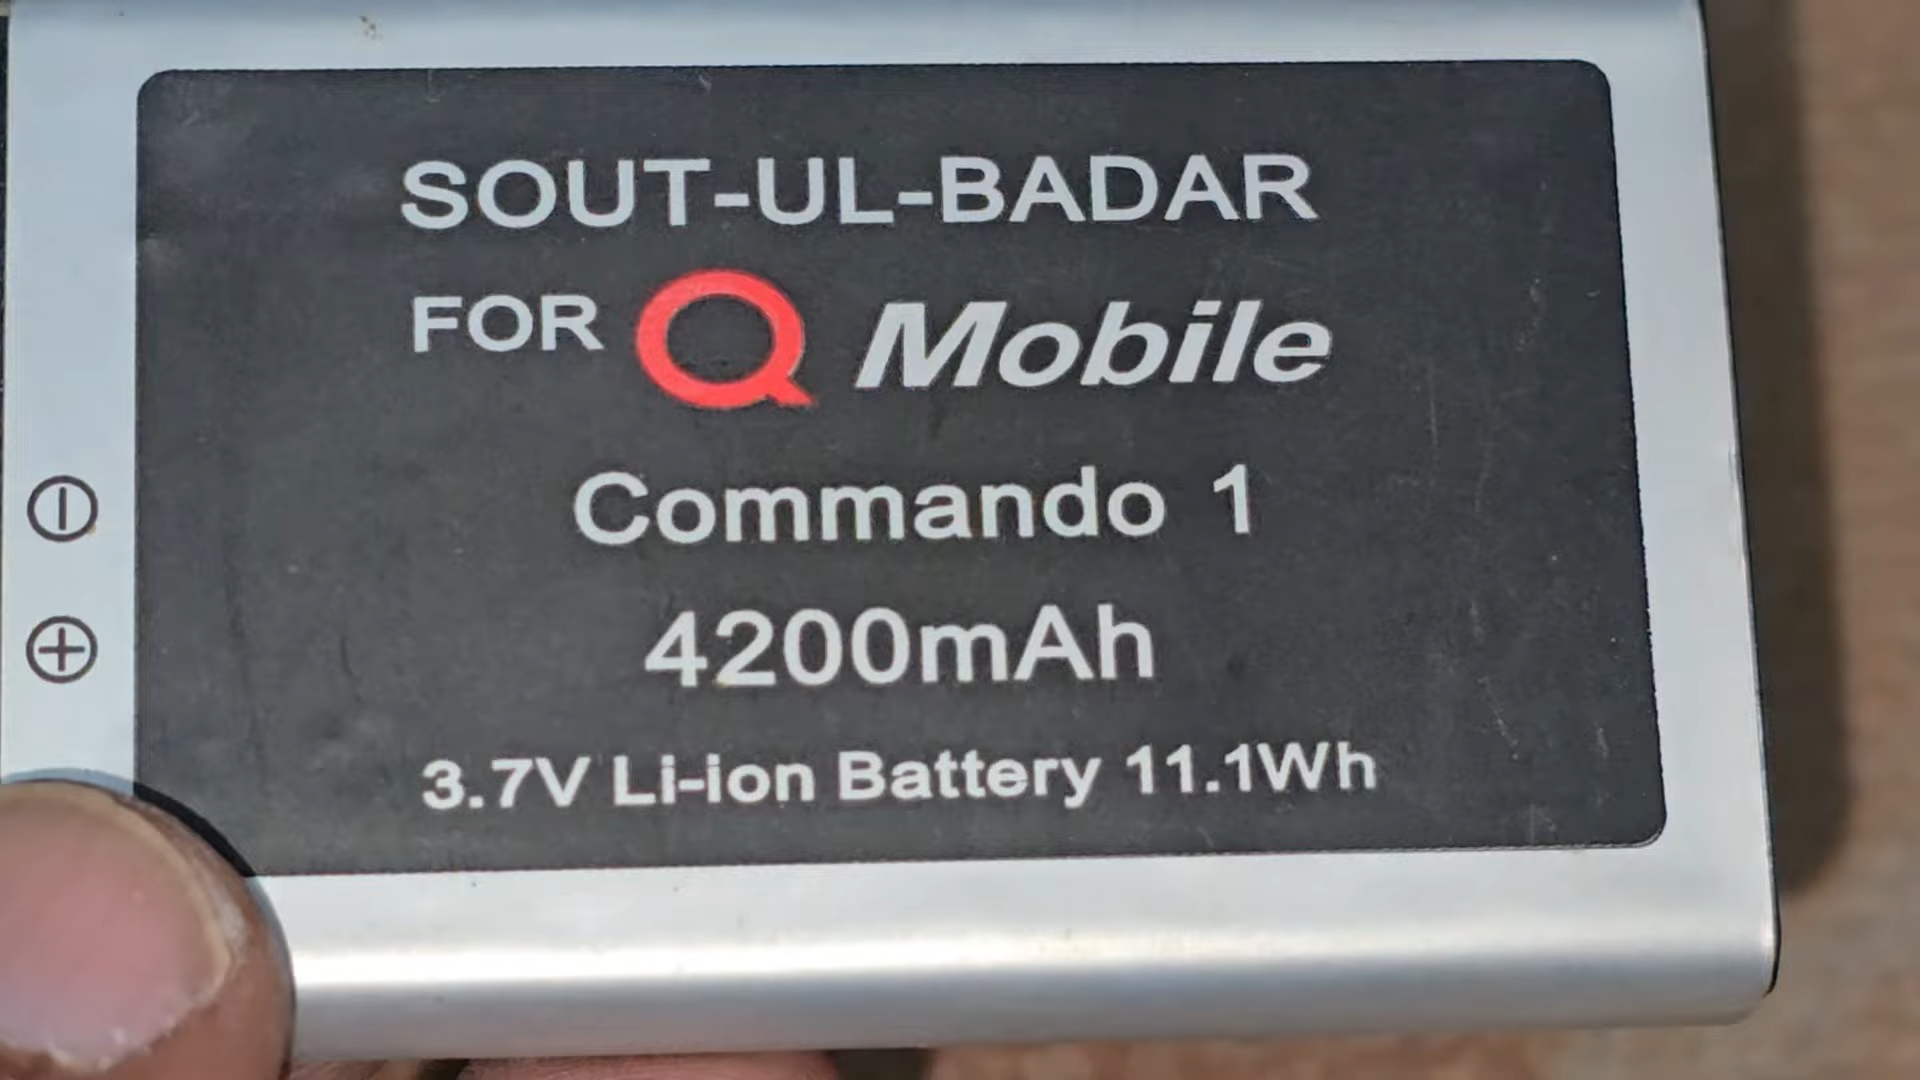 SOUT-UL-BADAR
FOR Q Mobile
Commando 1
4200mAh
3.7V Li-ion Battery 11.1Wh